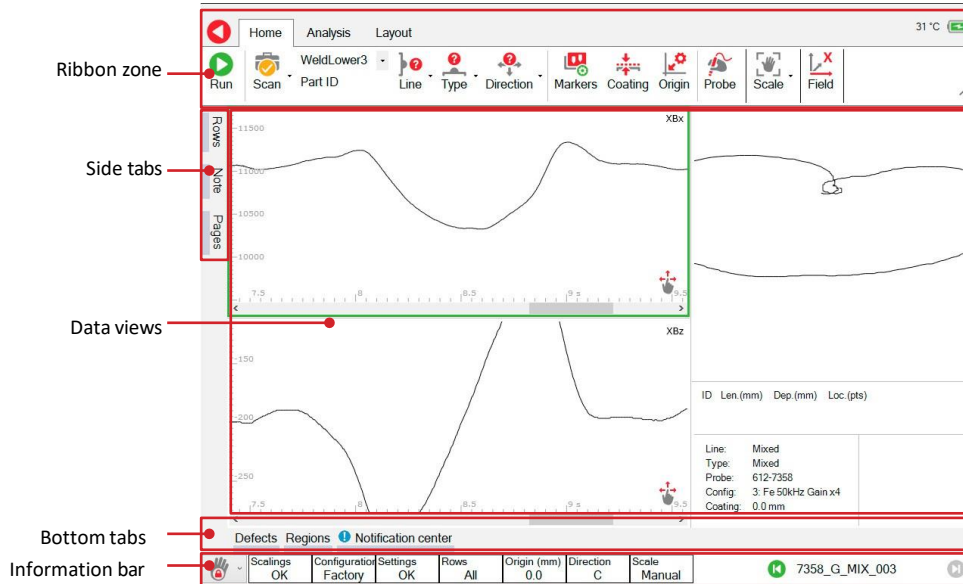 Home Analysis Layout 31 °C
Ribbon zone
WeldLower3
Part ID
Run Scan Line Type Direction Markers Coating Origin Probe Scale Field
Side tabs
Rows
Note
Pages
XBx
-11500
-11000
-10500
-10000
7.5 8 8.5 9 s 9.5
Data views
XBz
-150
-200
-250
7.5 8 8.5 9 s 9.5
ID Len.(mm) Dep.(mm) Loc.(pts)
Line: Mixed
Type: Mixed
Probe: 612-7358
Config: 3: Fe 50kHz Gain x4
Coating: 0.0 mm
Bottom tabs
Defects Regions Notification center
Information bar
Scalings Configuration Settings Rows Origin (mm) Direction Scale
OK Factory OK All 0.0 C Manual
7358_G_MIX_003